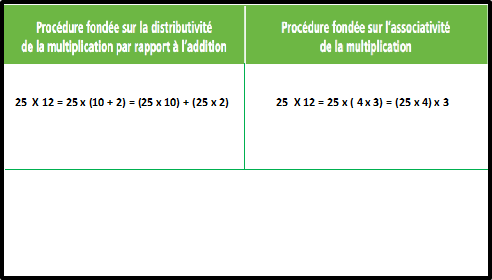 Procédure fondée sur la distributivité
de la multiplication par rapport à l'addition
Procédure fondée sur l'associativité
de la multiplication
25 X 12 = 25 x (10 + 2) = (25 x 10) + (25 x 2)
25 X 12 = 25 x ( 4 x 3) = (25 x 4) x 3